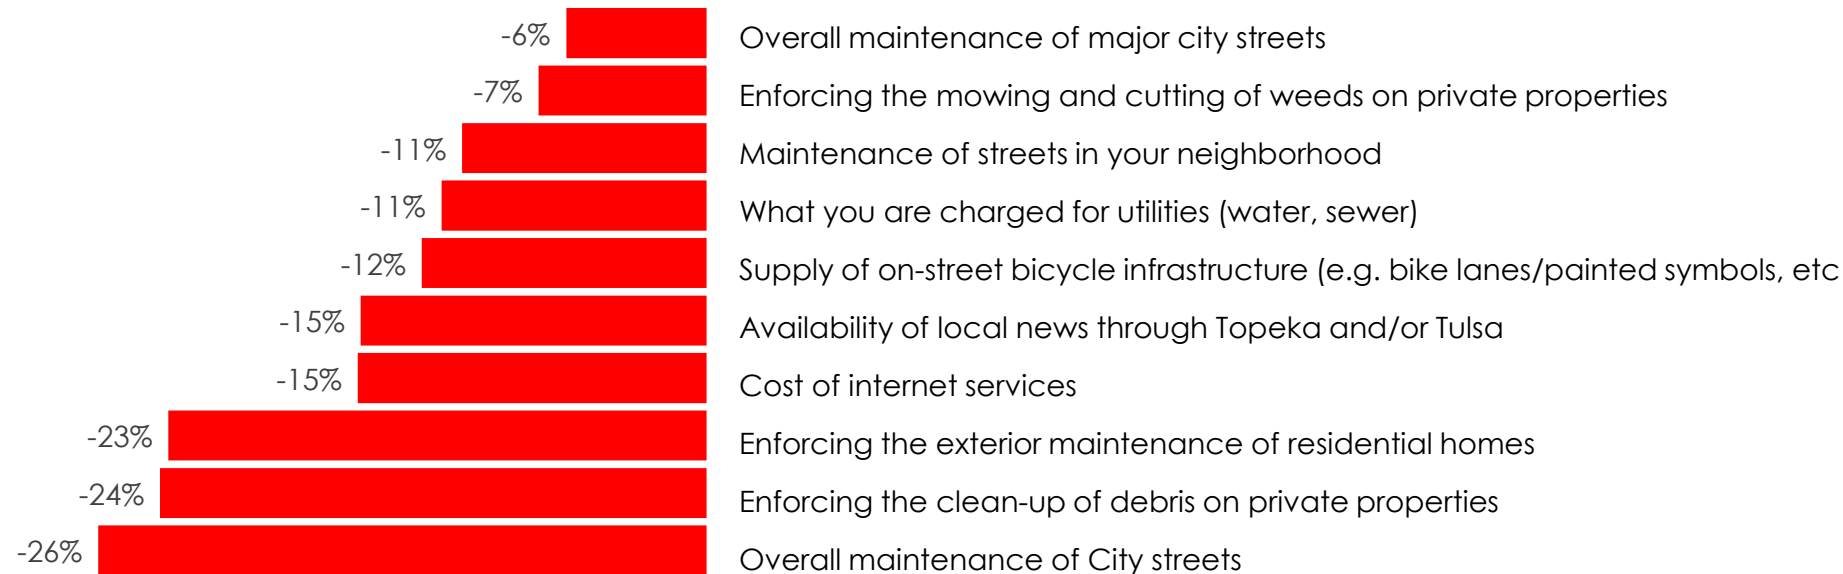 -6% Overall maintenance of major city streets
-7% Enforcing the mowing and cutting of weeds on private properties
-11% Maintenance of streets in your neighborhood
-11% What you are charged for utilities (water, sewer)
-12% Supply of on-street bicycle infrastructure (e.g. bike lanes/painted symbols, etc
-15% Availability of local news through Topeka and/or Tulsa
-15% Cost of internet services
-23% Enforcing the exterior maintenance of residential homes
-24% Enforcing the clean-up of debris on private properties
-26% Overall maintenance of City streets